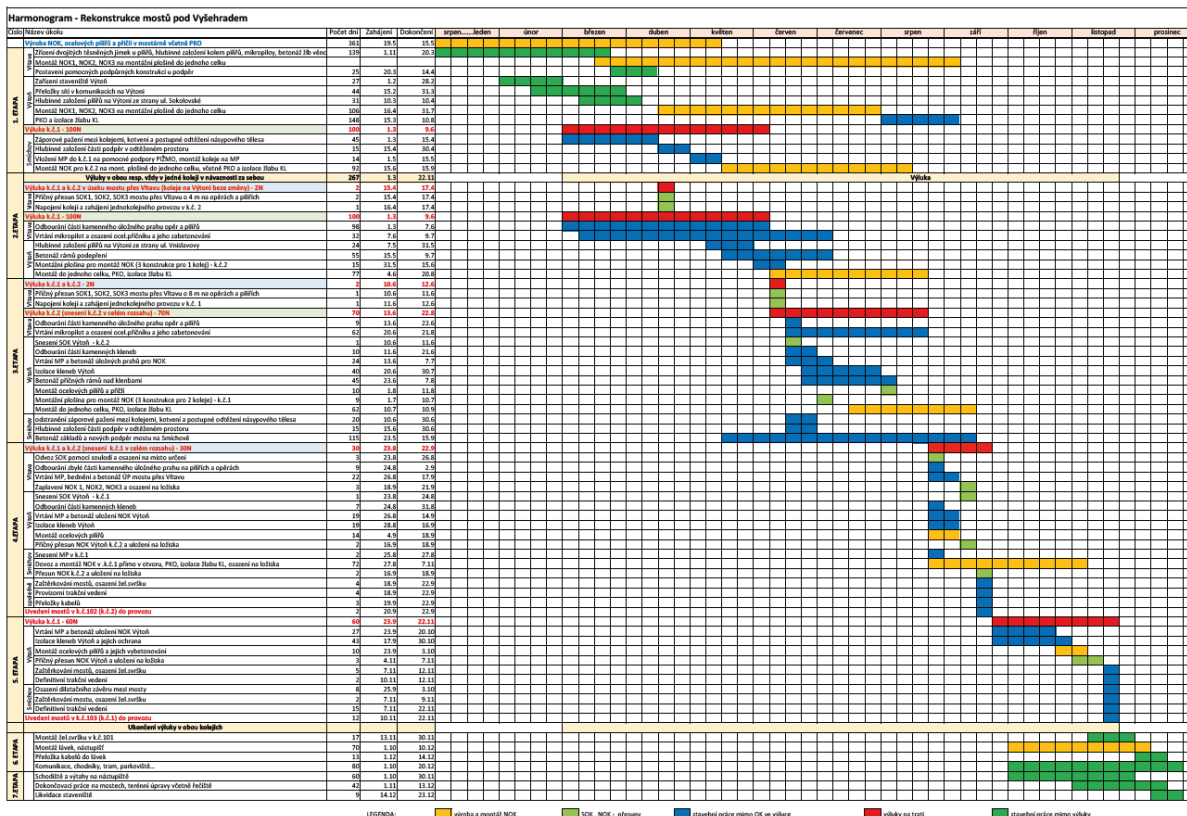 Harmonogram - Rekonstrukce mostů pod Vyšehradem
Číslo Název úkolu Počet dní Zahájení Dokončení srpen......leden únor březen duben květen červen červenec srpen září říjen listopad prosinec
Výroba NOK, ocelových pilířů a příčlí v mostárně včetně PKO 361 19.5 15.5
1. ETAPA
Vltava
Zřízení dvojitých těsněných jímek u pilířů, hlubinné založení kolem pilířů, mikropiloy, betonáž žlb věnc 139 1.11 20.3
Montáž NOK1, NOK2, NOK3 na montážní plošině do jednoho celku
Postavení pomocných podpůrných konstrukcí u podpěr 25 20.3 14.4
Výtoň
Zařízení staveniště Výtoň 27 1.2 28.2
Přeložky sítí v komunikacích na Výtoni 44 15.2 31.3
Hlubinné založení pilířů na Výtoni ze strany ul. Sokolovské 31 10.3 10.4
Montáž NOK1, NOK2, NOK3 na montážní plošině do jednoho celku 106 16.4 31.7
PKO a izolace žlabu KL 148 15.3 10.8
Výluka k.č.1 - 100N 100 1.3 9.6
Smíchov
Záporové pažení mezi kolejemi, kotvení a postupné odtěžení násypového tělesa 45 1.3 15.4
Hlubinné založení části podpěr v odtěženém prostoru 15 15.4 30.4
Vložení MP do k.č.1 na pomocné podpory PIŽMO, montáž koleje na MP 14 1.5 15.5
Montáž NOK pro k.č.2 na mont. plošině do jednoho celku, včetně PKO a izolace žlabu KL 92 15.6 15.9
Výluky v obou resp. vždy v jedné koleji v návaznosti za sebou 267 1.3 22.11 Výluka
2.ETAPA
Výluka k.č.1 a k.č.2 v úseku mostu přes Vltavu (koleje na Výtoni beze změny) - 2N 2 15.4 17.4
Vltava
Příčný přesun SOK1, SOK2, SOK3 mostu přes Vltavu o 4 m na opěrách a pilířích 2 15.4 17.4
Napojení kolejí a zahájení jednokolejného provozu v k.č. 2 1 16.4 17.4
Výluka k.č.1 - 100N 100 1.3 9.6
Vltava
Odbourání části kamenného úložného prahu opěr a pilířů 98 1.3 7.6
Vrtání mikropilot a osazení ocel.příčníku a jeho zabetonování 32 7.6 9.7
Výtoň
Hlubinné založení pilířů na Výtoni ze strany ul. Vnislavovy 24 7.5 31.5
Betonáž rámů podepření 55 15.5 9.7
Montážní plošina pro montáž NOK (3 konstrukce pro 1 kolej) - k.č.2 15 31.5 15.6
Montáž do jednoho celku, PKO, izolace žlabu KL 77 4.6 20.8
3.ETAPA
Výluka k.č.1 a k.č.2 - 2N 2 10.6 12.6
Vltava
Příčný přesun SOK1, SOK2, SOK3 mostu přes Vltavu o 8 m na opěrách a pilířích 1 10.6 11.6
Napojení kolejí a zahájení jednokolejného provozu v k.č. 1 1 11.6 12.6
Výluka k.č.2 (snesení k.č.2 v celém rozsahu) - 70N 70 13.6 22.8
Vltava
Odbourání části kamenného úložného prahu opěr a pilířů 9 13.6 22.6
Vrtání mikropilot a osazení ocel.příčníku a jeho zabetonování 62 20.6 21.8
Výtoň
Snesení SOK Výtoň - k.č.2 1 10.6 11.6
Odbourání části kamenných kleneb 10 11.6 21.6
Vrtání MP a betonáž úložných prahů pro NOK 24 13.6 7.7
Izolace kleneb Výtoň 40 20.6 30.7
Betonáž příčných rámů nad klenbami 45 23.6 7.8
Montáž ocelových pilířů a příčlí 10 1.8 11.8
Montážní plošina pro montáž NOK (3 konstrukce pro 2 koleje) - k.č.1 9 1.7 10.7
Montáž do jednoho celku, PKO, izolace žlabu KL 62 10.7 10.9
Smíchov
odstranění záporové pažení mezi kolejemi, kotvení a postupné odtěžení násypového tělesa 20 10.6 30.6
Hlubinné založení části podpěr v odtěženém prostoru 15 15.6 30.6
Betonáž základů a nových podpěr mostu na Smíchově 115 23.5 15.9
4.ETAPA
Výluka k.č.1 a k.č.2 (snesení k.č.1 v celém rozsahu) - 30N 30 23.8 22.9
Vltava
Odvoz SOK pomocí soulodí a osazení na místo určení 3 23.8 26.8
Odbourání zbylé části kamenného úložného prahu na pilířích a opěrách 9 24.8 2.9
Vrtání MP, bednění a betonáž ÚP mostu přes Vltavu 22 26.8 17.9
Zaplavení NOK 1, NOK2, NOK3 a osazení na ložiska 3 18.9 21.9
Výtoň
Snesení SOK Výtoň - k.č.1 1 23.8 24.8
Odbourání části kamenných kleneb 7 24.8 31.8
Vrtání MP a betonáž uložení NOK Výtoň 19 26.8 14.9
Izolace kleneb Výtoň 19 28.8 16.9
Montáž ocelových pilířů 14 4.9 18.9
Příčný přesun NOK Výtoň k.č.2 a uložení na ložiska 2 16.9 18.9
Smíchov
Snesení MP v k.č.1 2 25.8 27.8
Dovoz a montáž NOK v .k.č.1 přímo v otvoru, PKO, izolace žlabu KL, osazení na ložiska 72 27.8 7.11
Přesun NOK k.č.2 a uložení na ložiska 2 16.9 18.9
společné
Zaštěrkování mostů, osazení žel.svršku 4 18.9 22.9
Provizorní trakční vedení 4 18.9 22.9
Přeložky kabelů 3 19.9 22.9
Uvedení mostů v k.č.102 (k.č.2) do provozu 2 20.9 22.9
5. ETAPA
Výluka k.č.1 - 60N 60 23.9 22.11
Výtoň
Vrtání MP a betonáž uložení NOK Výtoň 27 23.9 20.10
Izolace kleneb Výtoň a jejich ochrana 43 17.9 30.10
Montáž ocelových pilířů a jejich vybetonování 10 23.9 3.10
Příčný přesun NOK Výtoň a uložení na ložiska 3 4.11 7.11
Zaštěrkování mostů, osazení žel.svršku 5 7.11 12.11
Definitivní trakční vedení 2 10.11 12.11
Smíchov
Osazení dilatačního závěru mezi mosty 8 25.9 3.10
Zaštěrkování mostu, osazení žel.svršku 2 7.11 9.11
Definitivní trakční vedení 15 7.11 22.11
Uvedení mostů v k.č.103 (k.č.1) do provozu 12 10.11 22.11
Ukončení výluky v obou kolejích
6. ETAPA
Montáž žel.svršku v k.č.101 17 13.11 30.11
Montáž lávek, nástupišť 70 1.10 10.12
Přeložka kabelů do lávek 13 1.12 14.12
Komunikace, chodníky, tram, parkoviště... 80 1.10 20.12
7.ETAPA
Schodiště a výtahy na nástupiště 60 1.10 30.11
Dokončovací práce na mostech, terénní úpravy včetně řečiště 42 1.11 13.12
Likvidace staveniště 9 14.12 23.12
LEGENDA: výroba a montáž NOK SOK , NOK - přesuny stavební práce mimo OK ve výluce výluky na trati stavební práce mimo výluky